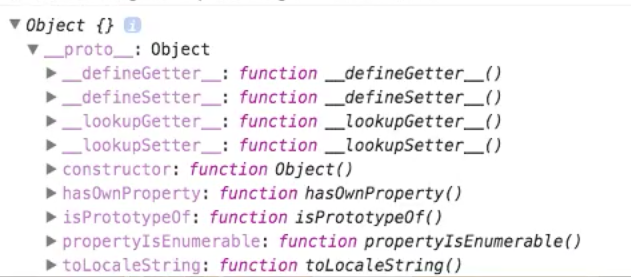 Object {} i
__proto__: Object
__defineGetter__: function __defineGetter__()
__defineSetter__: function __defineSetter__()
__lookupGetter__: function __lookupGetter__()
__lookupSetter__: function __lookupSetter__()
constructor: function Object()
hasOwnProperty: function hasOwnProperty()
isPrototypeOf: function isPrototypeOf()
propertyIsEnumerable: function propertyIsEnumerable()
toLocaleString: function toLocaleString()